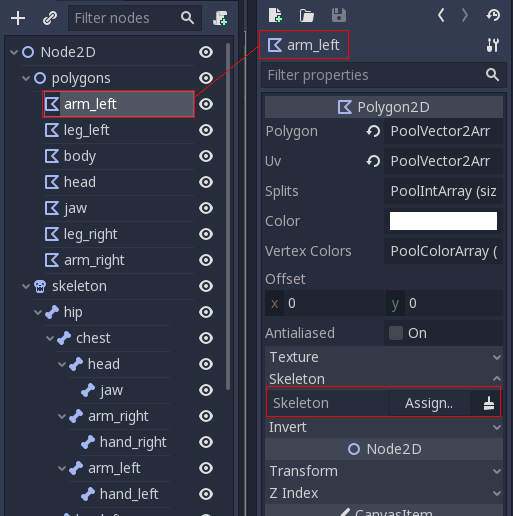 Filter nodes
Node2D
polygons
arm_left
leg_left
body
head
jaw
leg_right
arm_right
skeleton
hip
chest
head
jaw
arm_right
hand_right
arm_left
hand_left
arm_left
Filter properties
Polygon2D
Polygon PoolVector2Arr
Uv PoolVector2Arr
Splits PoolIntArray (siz
Color
Vertex Colors PoolColorArray (
Offset
x 0 y 0
Antialiased On
Texture
Skeleton
Skeleton Assign..
Invert
Node2D
Transform
Z Index
CanvasItem